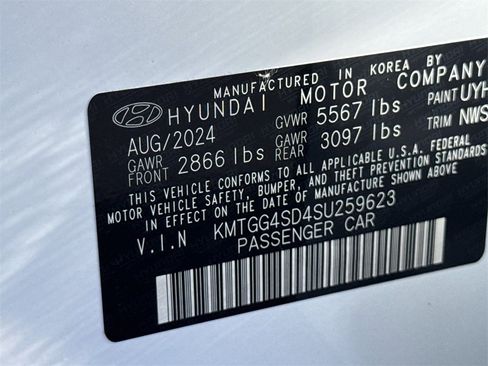 MANUFACTURED IN KOREA BY
HYUNDAI MOTOR COMPANY
AUG/2024 GVWR 5567 lbs PAINT UYH
GAWR FRONT 2866 lbs GAWR REAR 3097 lbs TRIM NWS
THIS VEHICLE CONFORMS TO ALL APPLICABLE U.S.A. FEDERAL
MOTOR VEHICLE SAFETY, BUMPER, AND THEFT PREVENTION STANDARDS
IN EFFECT ON THE DATE OF MANUFACTURE SHOWN ABOVE.
V.I.N KMTGG4SD4SU259623
PASSENGER CAR